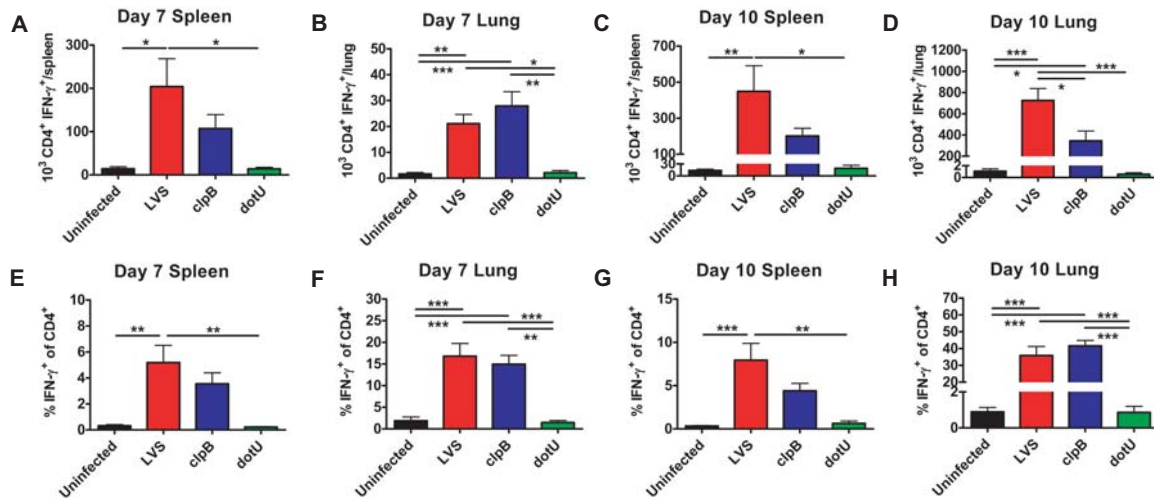 A
Day 7 Spleen
10³ CD4⁺ IFN-γ⁺/spleen
300
200
100
0
*
*
Uninfected
LVS
clpB
dotU
B
Day 7 Lung
10³ CD4⁺ IFN-γ⁺/lung
50
40
30
20
10
0
**
***
*
**
Uninfected
LVS
clpB
dotU
C
Day 10 Spleen
10³ CD4⁺ IFN-γ⁺/spleen
700
500
300
100
30
0
**
*
Uninfected
LVS
clpB
dotU
D
Day 10 Lung
10³ CD4⁺ IFN-γ⁺/lung
1200
1000
800
600
400
200
2
0
***
*
***
*
Uninfected
LVS
clpB
dotU
E
Day 7 Spleen
% IFN-γ⁺ of CD4⁺
10
8
6
4
2
0
**
**
Uninfected
LVS
clpB
dotU
F
Day 7 Lung
% IFN-γ⁺ of CD4⁺
30
25
20
15
10
5
0
***
***
***
**
Uninfected
LVS
clpB
dotU
G
Day 10 Spleen
% IFN-γ⁺ of CD4⁺
15
10
5
0
***
**
Uninfected
LVS
clpB
dotU
H
Day 10 Lung
% IFN-γ⁺ of CD4⁺
70
60
50
40
30
20
2
1
0
***
***
***
***
Uninfected
LVS
clpB
dotU